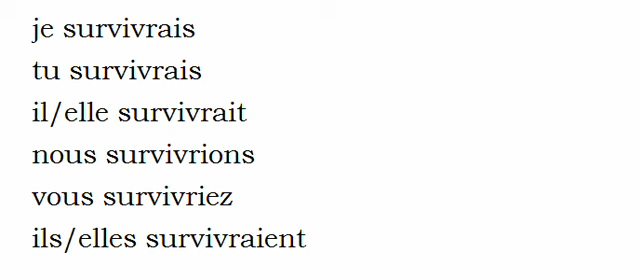 je survivrais
tu survivrais
il/elle survivrait
nous survivrions
vous survivriez
ils/elles survivraient